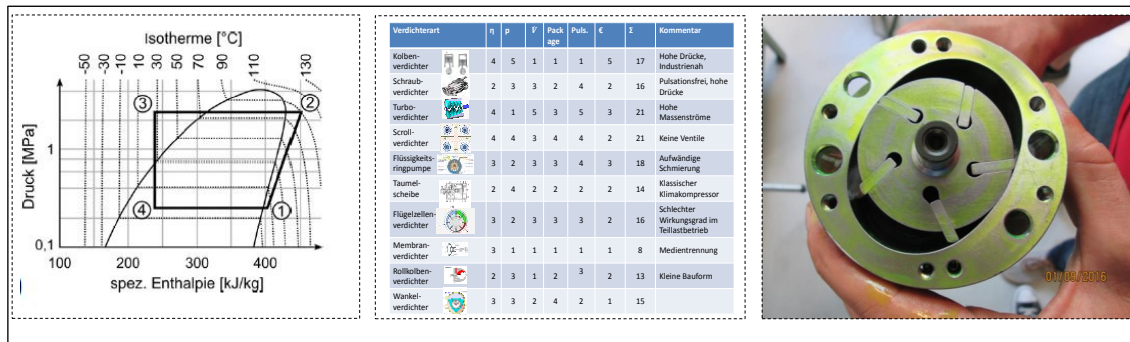 Isotherme [°C]
-50 -30 -10 10 30 50 70 90 110 130
③ ②
Druck [MPa]
1
④ ①
0,1
100 200 300 400
spez. Enthalpie [kJ/kg]
Verdichterart η p V̇ Pack Puls. € Σ Kommentar
age
Kolben- 4 5 1 1 1 5 17 Hohe Drücke,
verdichter Industrienah
Schraub- 2 3 3 2 4 2 16 Pulsationsfrei, hohe
verdichter Drücke
Turbo- 4 1 5 3 5 3 21 Hohe
verdichter Massenströme
Scroll- 4 4 3 4 4 2 21 Keine Ventile
verdichter
Flüssigkeits- 3 2 3 3 4 3 18 Aufwändige
ringpumpe Schmierung
Taumel- 2 4 2 2 2 2 14 Klassischer
scheibe Klimakompressor
Flügelzellen- 3 2 3 3 3 2 16 Schlechter
verdichter Wirkungsgrad im
Teillastbetrieb
Membran- 3 1 1 1 1 1 8 Medientrennung
verdichter
Rollkolben- 2 3 1 2 3 2 13 Kleine Bauform
verdichter
Wankel- 3 3 2 4 2 1 15
verdichter
01/09/2016